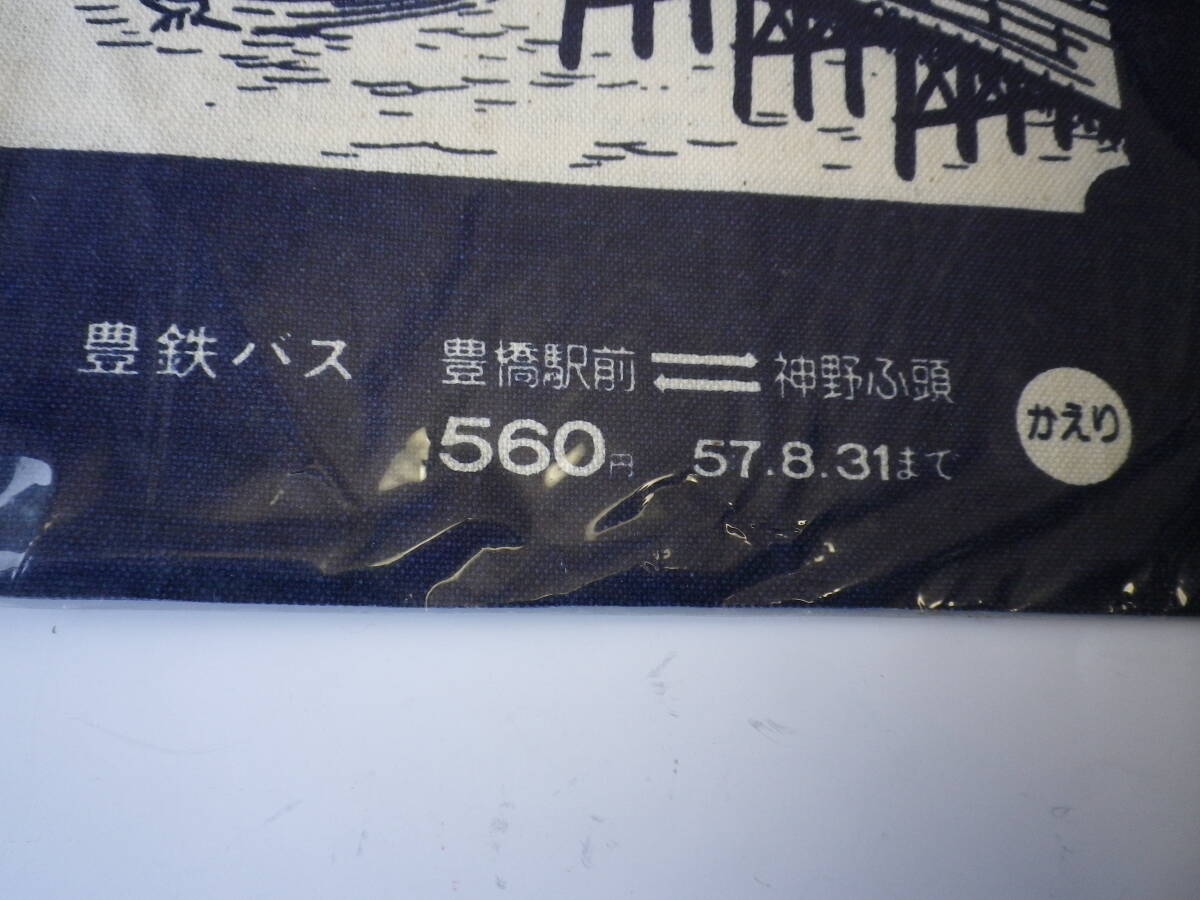 豊鉄バス 豊橋駅前⇌神野ふ頭
560円 57.8.31まで
かえり